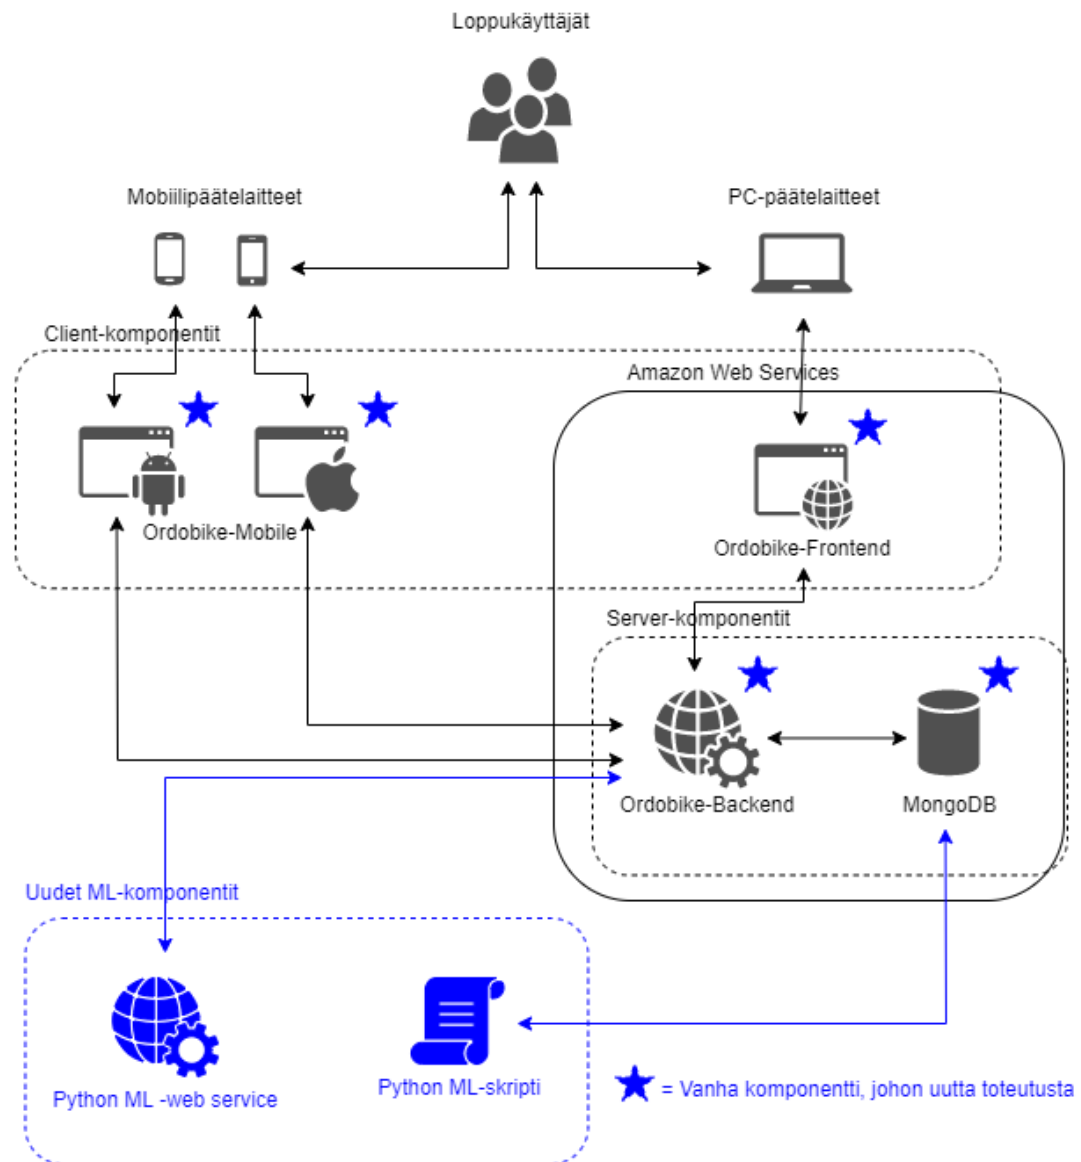 Loppukäyttäjät
Mobiilipäätelaitteet
PC-päätelaitteet
Client-komponentit
Amazon Web Services
Ordobike-Mobile
Ordobike-Frontend
Server-komponentit
Ordobike-Backend
MongoDB
Uudet ML-komponentit
Python ML -web service
Python ML-skripti
= Vanha komponentti, johon uutta toteutusta